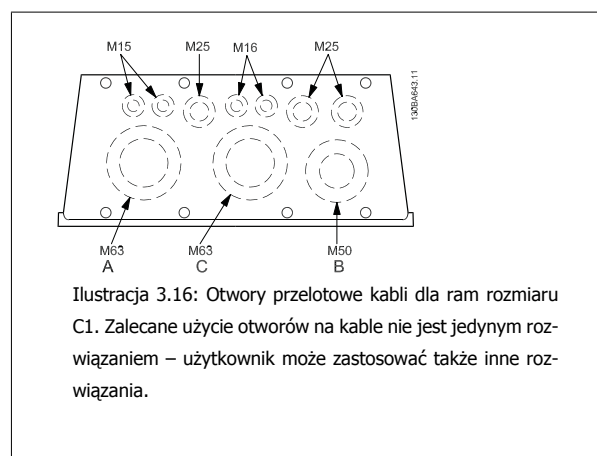 M15 M25 M16 M25
130BA643.11
M63 M63 M50
A C B
Ilustracja 3.16: Otwory przelotowe kabli dla ram rozmiaru
C1. Zalecane użycie otworów na kable nie jest jedynym roz-
wiązaniem – użytkownik może zastosować także inne roz-
wiązania.